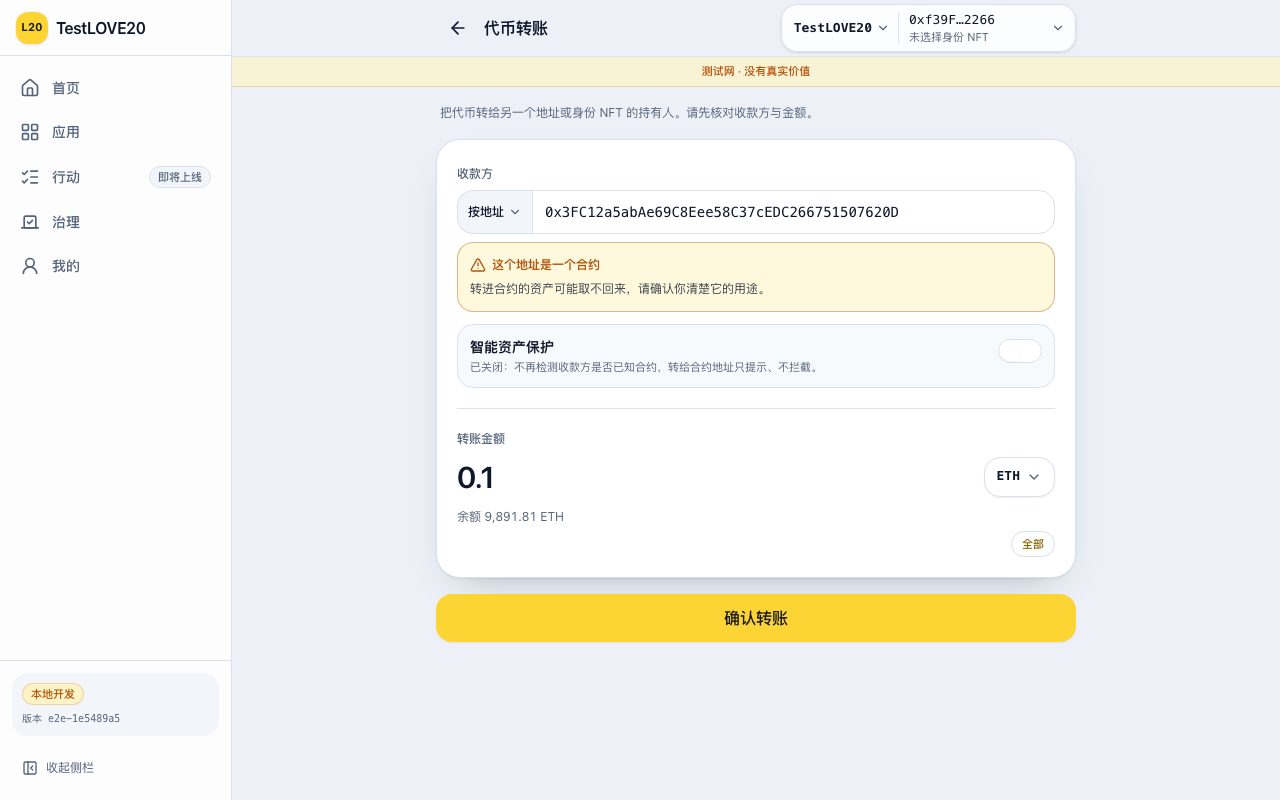 L20 TestLOVE20
首页
应用
行动 即将上线
治理
我的
本地开发
版本 e2e-1e5489a5
收起侧栏
代币转账
TestLOVE20
0xf39F…2266
未选择身份 NFT
测试网 · 没有真实价值
把代币转给另一个地址或身份 NFT 的持有人。请先核对收款方与金额。
收款方
按地址 0x3FC12a5abAe69C8Eee58C37cEDC266751507620D
这个地址是一个合约
转进合约的资产可能取不回来，请确认你清楚它的用途。
智能资产保护
已关闭：不再检测收款方是否已知合约，转给合约地址只提示、不拦截。
转账金额
0.1 ETH
余额 9,891.81 ETH
全部
确认转账